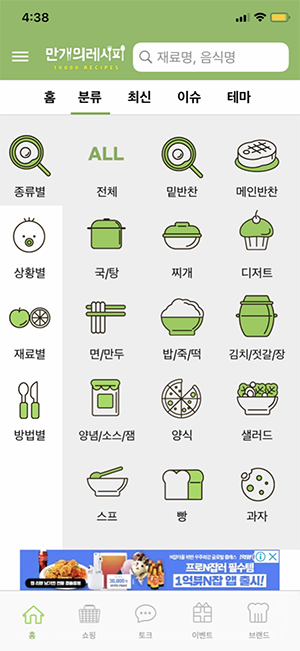 4:38
만개의레시피
10000 RECIPES
재료명, 음식명
홈 분류 최신 이슈 테마
ALL
종류별 전체 밑반찬 메인반찬
상황별 국/탕 찌개 디저트
재료별 면/만두 밥/죽/떡 김치/젓갈/장
방법별 양념/소스/잼 양식 샐러드
스프 빵 과자
프로N잡러 필수템
1억뷰N잡 앱 출시!
홈 쇼핑 토크 이벤트 브랜드